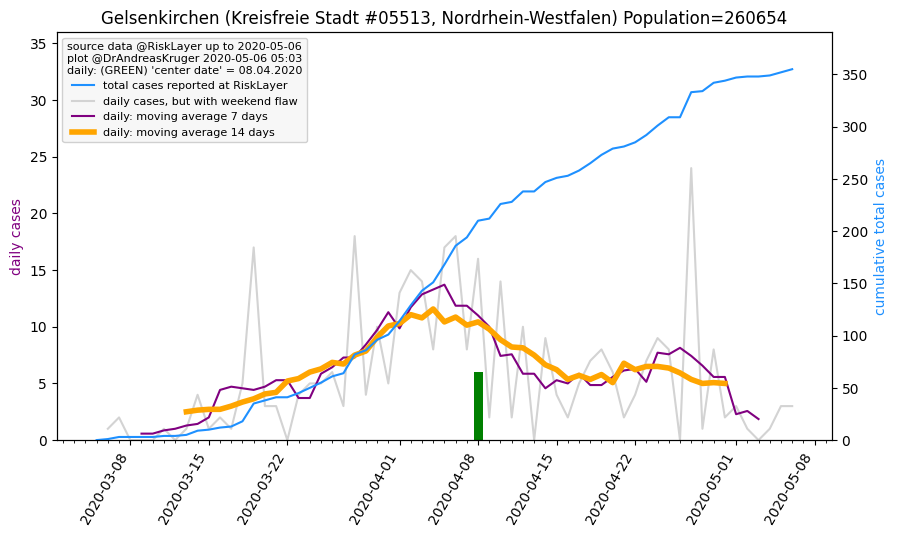 Gelsenkirchen (Kreisfreie Stadt #05513, Nordrhein-Westfalen) Population=260654
source data @RiskLayer up to 2020-05-06
plot @DrAndreasKruger 2020-05-06 05:03
daily: (GREEN) 'center date' = 08.04.2020
total cases reported at RiskLayer
daily cases, but with weekend flaw
daily: moving average 7 days
daily: moving average 14 days
daily cases
35
30
25
20
15
10
5
0
cumulative total cases
350
300
250
200
150
100
50
0
2020-03-08
2020-03-15
2020-03-22
2020-04-01
2020-04-08
2020-04-15
2020-04-22
2020-05-01
2020-05-08